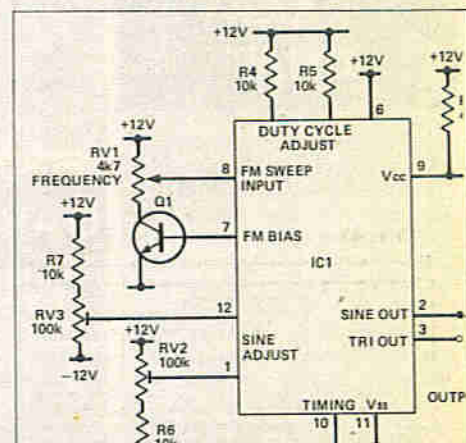 +12V
R4
10k
R5
10k
+12V
6
+12V
DUTY CYCLE
ADJUST
+12V
RV1
4k7
FREQUENCY
8
FM SWEEP
INPUT
9
Vcc
Q1
7
FM BIAS
+12V
R7
10k
RV3
100k
-12V
IC1
12
SINE
ADJUST
SINE OUT
2
TRI OUT
3
+12V
RV2
100k
1
R6
TIMING
Vss
10
11
OUTP